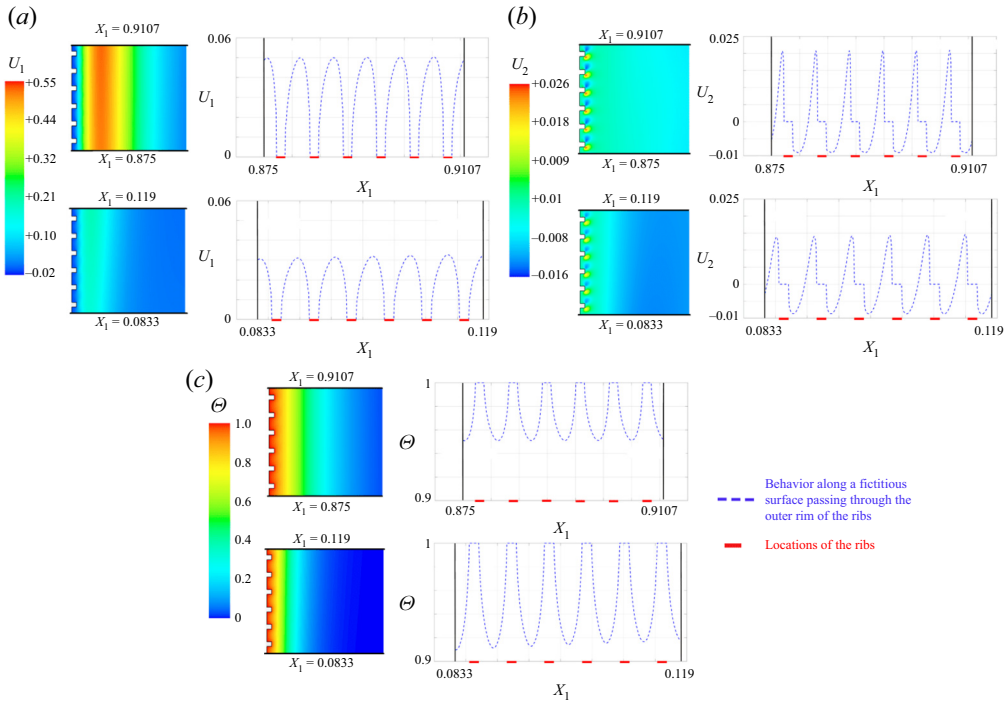 (a)
X1 = 0.9107
U1
+0.55
+0.44
+0.32
+0.21
+0.10
−0.02
X1 = 0.875
0.06
U1
0
0.875
0.9107
X1
X1 = 0.119
X1 = 0.0833
0.06
U1
0
0.0833
0.119
X1
(b)
X1 = 0.9107
U2
+0.026
+0.018
+0.009
+0.01
−0.008
−0.016
X1 = 0.875
0.025
U2
0
−0.01
0.875
0.9107
X1
X1 = 0.119
X1 = 0.0833
0.025
U2
0
−0.01
0.0833
0.119
X1
(c)
X1 = 0.9107
Θ
1.0
0.8
0.6
0.4
0.2
0
X1 = 0.875
1
Θ
0.9
0.875
0.9107
X1
X1 = 0.119
X1 = 0.0833
1
Θ
0.9
0.0833
0.119
X1
Behavior along a fictitious
surface passing through the
outer rim of the ribs
Locations of the ribs